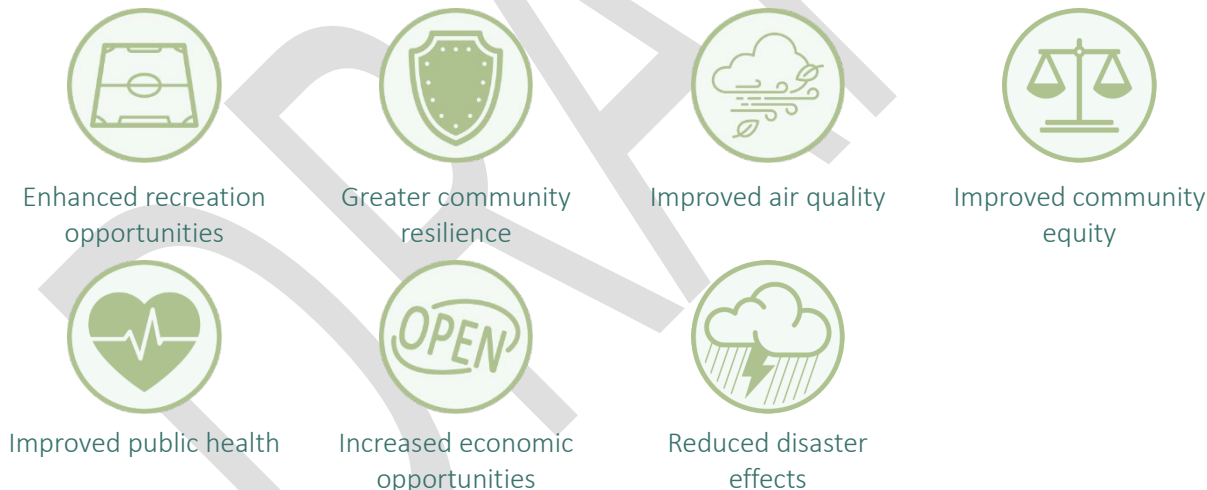 Enhanced recreation
opportunities
Greater community
resilience
Improved air quality
Improved community
equity
OPEN
Improved public health
Increased economic
opportunities
Reduced disaster
effects
DRA